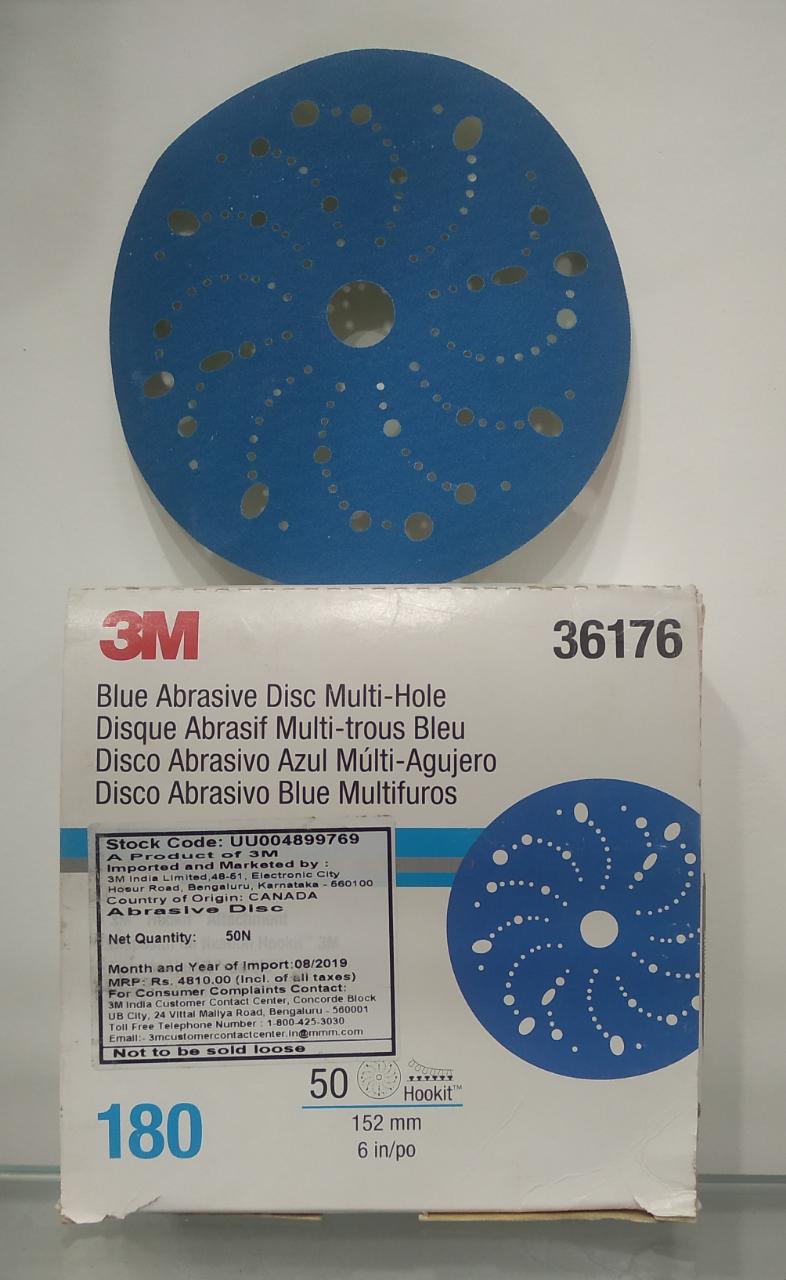 3M
36176
Blue Abrasive Disc Multi-Hole
Disque Abrasif Multi-trous Bleu
Disco Abrasivo Azul Múlti-Agujero
Disco Abrasivo Blue Multifuros
Stock Code: UU004899769
A Product of 3M
Imported and Marketed by :
3M India Limited,48-51, Electronic City
Hosur Road, Bengaluru, Karnataka - 560100
Country of Origin: CANADA
Abrasive Disc
Net Quantity: 50N
Month and Year of Import:08/2019
MRP: Rs. 4810.00 (Incl. of all taxes)
For Consumer Complaints Contact:
3M India Customer Contact Center, Concorde Block
UB City, 24 Vittal Mallya Road, Bengaluru - 560001
Toll Free Telephone Number : 1-800-425-3030
Email:- 3mcustomercontactcenter.in@mmm.com
Not to be sold loose
50 Hookit™
180
152 mm
6 in/po